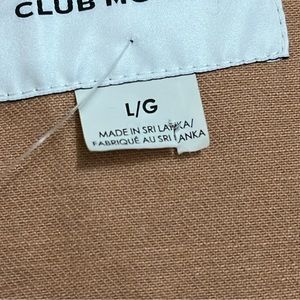 CLUB MO
L/G
MADE IN SRI LANKA/
FABRIQUÉ AU SRI LANKA